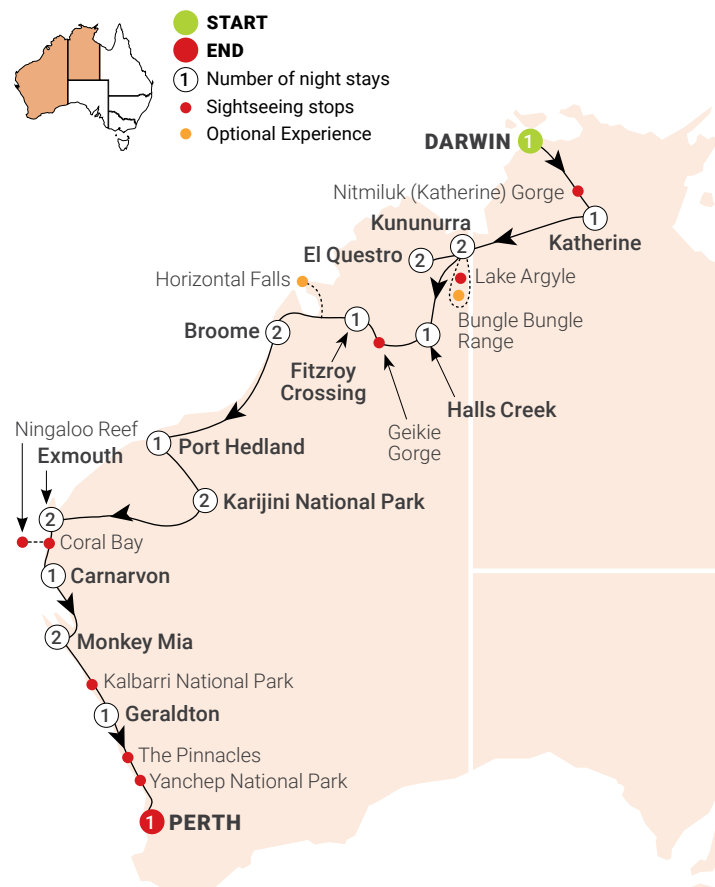 START
END
1 Number of night stays
Sightseeing stops
Optional Experience
DARWIN 1
Nitmiluk (Katherine) Gorge
1
Katherine
Kununurra
2
El Questro 2
Lake Argyle
Bungle Bungle
Range
Horizontal Falls
Broome 2
1
Fitzroy
Crossing
1
Halls Creek
Geikie
Gorge
Ningaloo Reef
Exmouth
1 Port Hedland
2 Karijini National Park
2
Coral Bay
1 Carnarvon
2 Monkey Mia
Kalbarri National Park
1 Geraldton
The Pinnacles
Yanchep National Park
1 PERTH